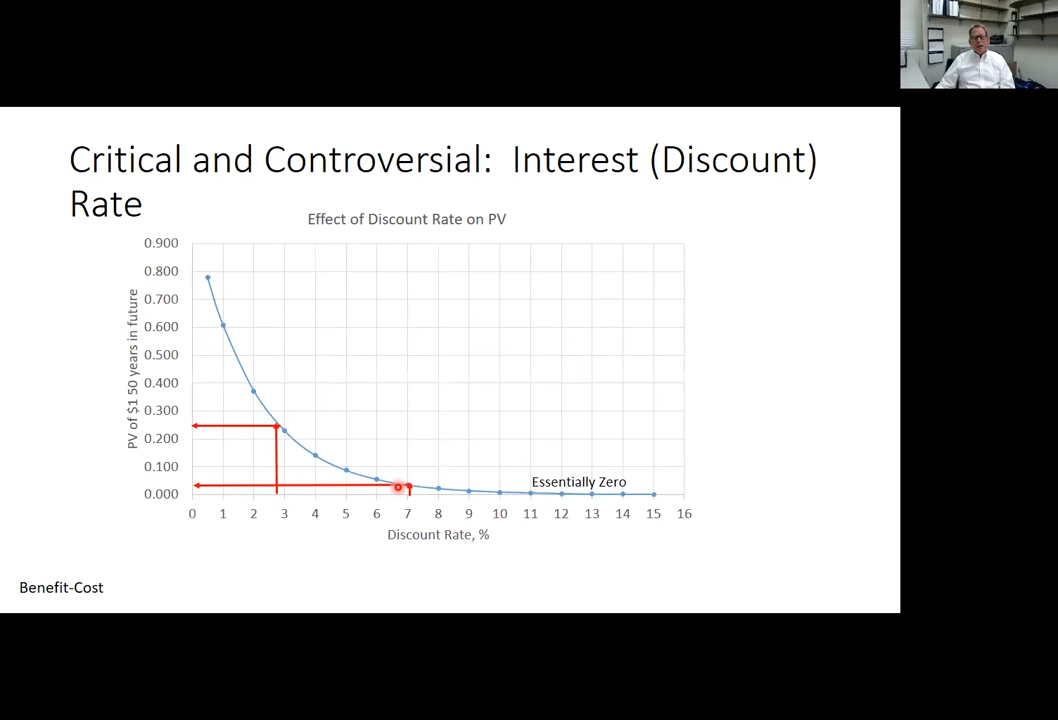 Critical and Controversial:  Interest (Discount)
Rate
Effect of Discount Rate on PV
PV of $1 50 years in future
0.900
0.800
0.700
0.600
0.500
0.400
0.300
0.200
0.100
0.000
Essentially Zero
0 1 2 3 4 5 6 7 8 9 10 11 12 13 14 15 16
Discount Rate, %
Benefit-Cost